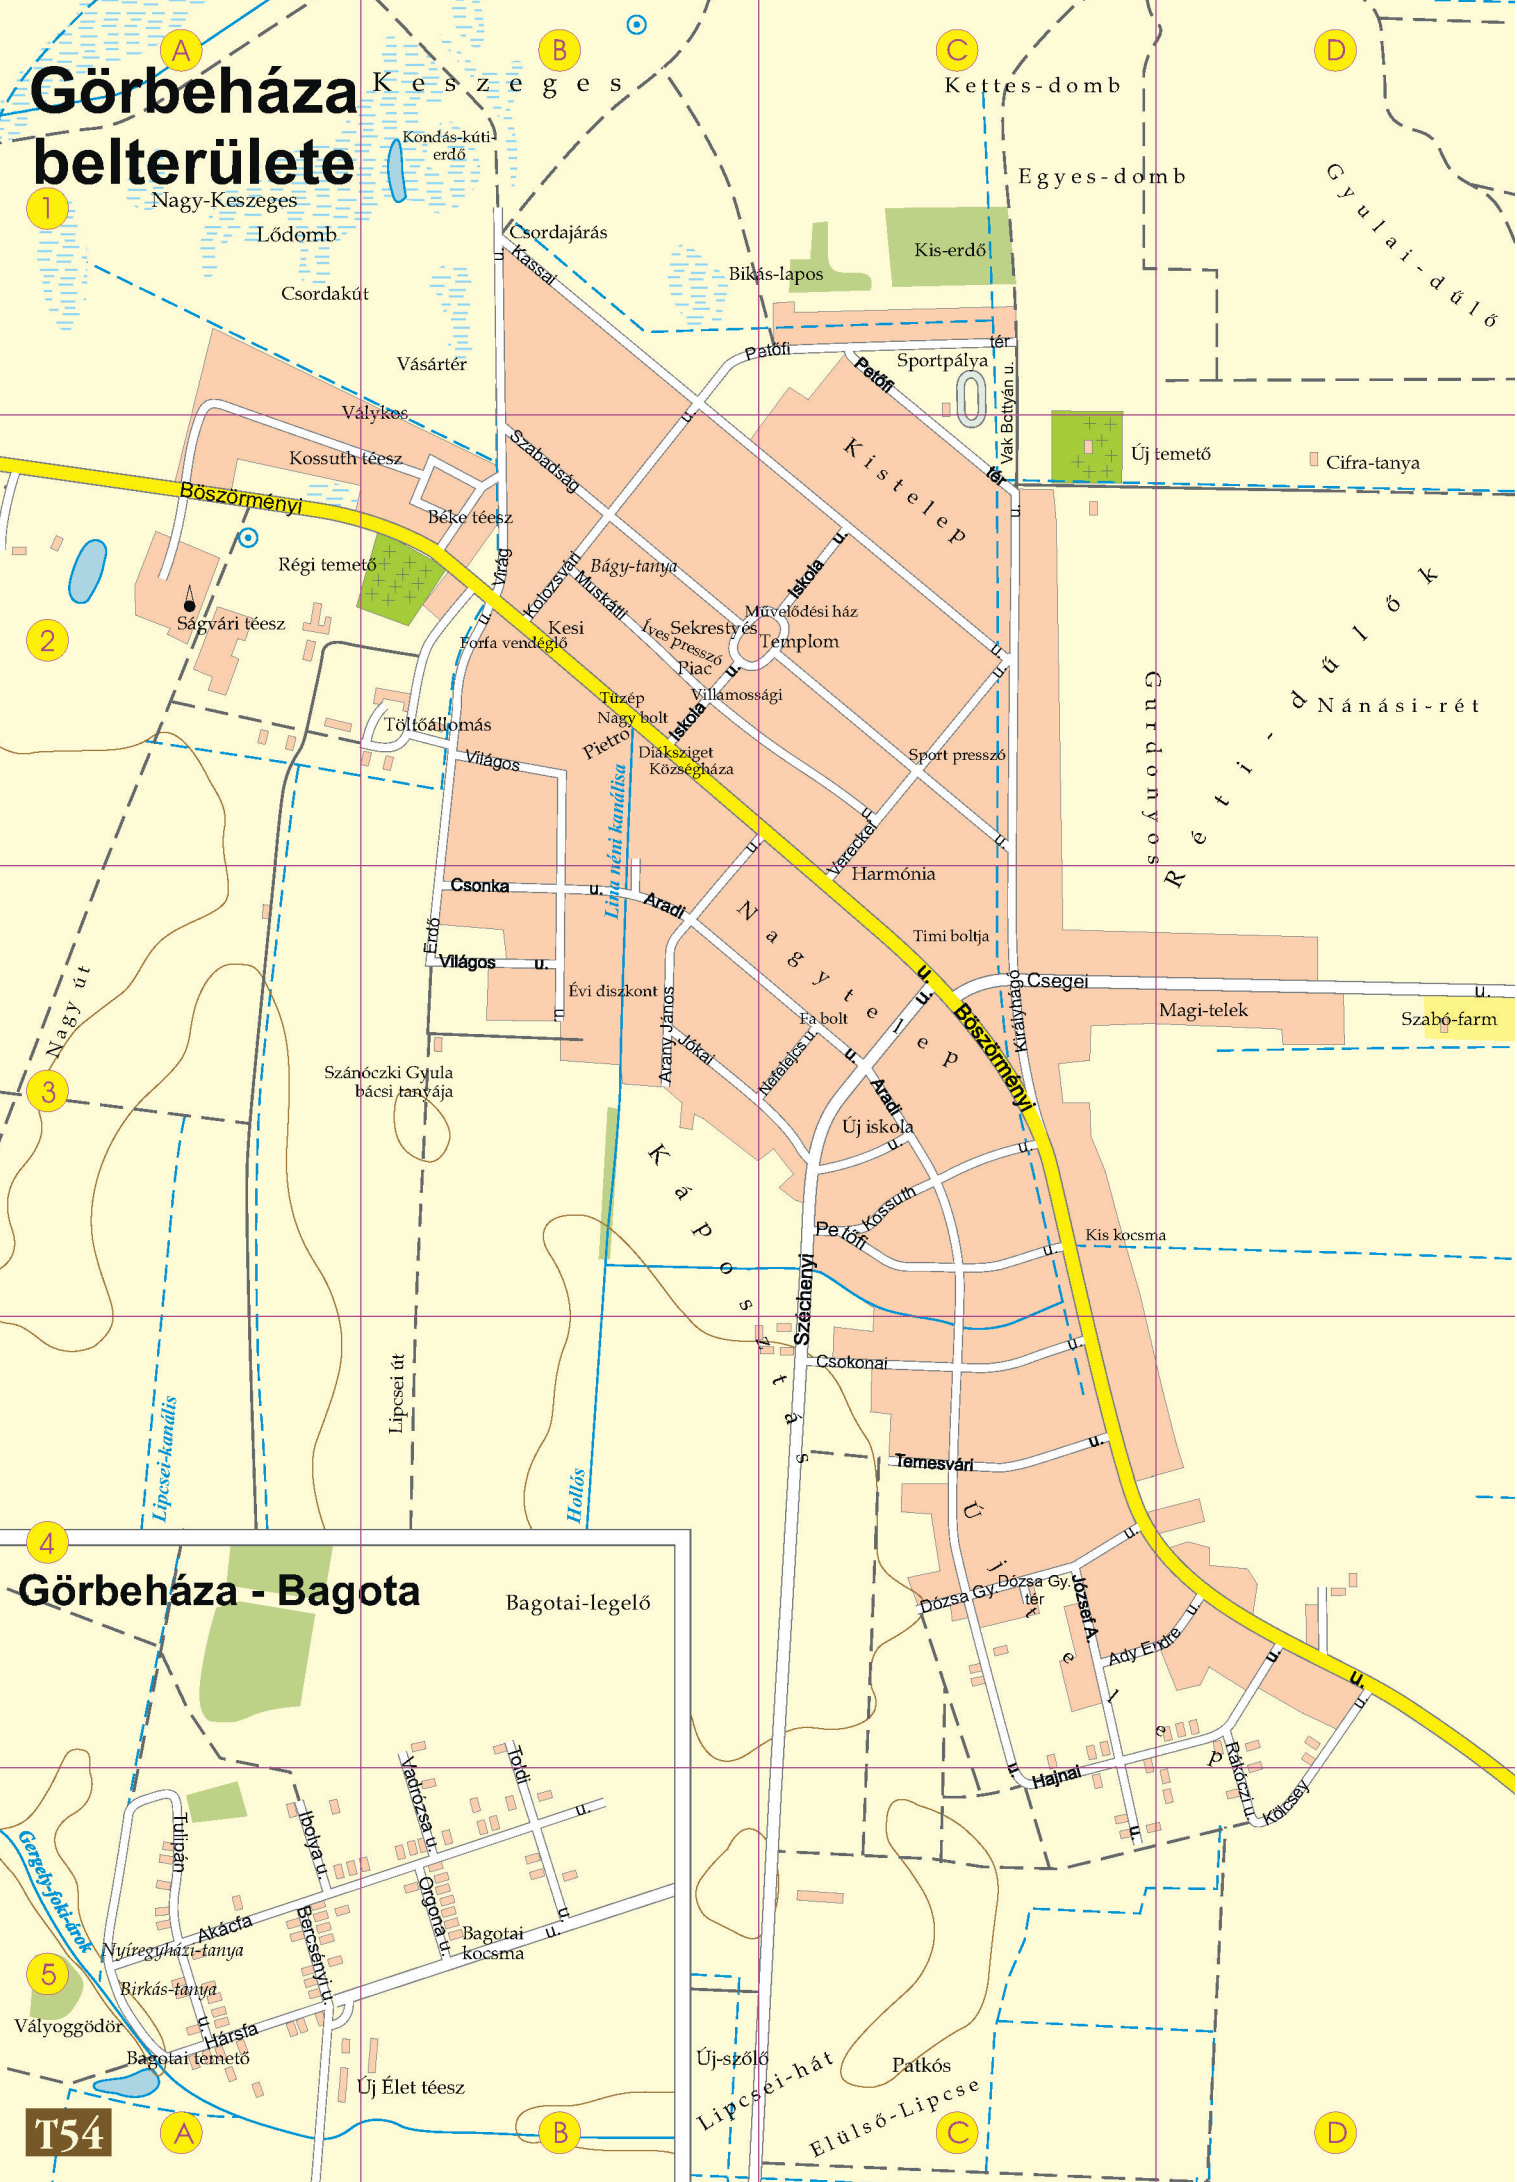 A
B
C
D
Görbeháza
belterülete
Keszeges
Kettes-domb
Kondás-kúti-
erdő
Egyes-domb
Gyulai-dűlő
1
Nagy-Keszeges
Lődomb
Csordajárás
u.
Kassai
Kis-erdő
Bikás-lapos
Csordakút
Vásártér
Petőfi
tér
Sportpálya
Petőfi
Vak Bottyán u.
Válykos
u.
Kossuth téesz
Szabadság
Kistelep
Új temető
Cifra-tanya
tér
Böszörményi
Béke téesz
u.
Régi temető
Virág
Kolozsvári
Bágy-tanya
Iskola
u.
Muskátli
Művelődési ház
2
Ságvári téesz
u.
Kesi
Forfa vendéglő
Íves presszó
Sekrestyés
Templom
u.
Piac
u.
u.
Villamossági
Réti-dűlők
Gurdonyos
Nánási-rét
Tüzép
Nagy bolt
Iskola
Töltőállomás
Pietro
Diáksziget
Községháza
Világos
Sport presszó
Lina néni kanálisa
u.
Vereckei
u.
u.
Harmónia
Csonka
u.
Aradi
Nagytelep
Erdő
Timi boltja
Világos
u.
u.
u.
Csegei
u.
Nagy út
Évi diszkont
Arany János
Királyhágó
Böszörményi
Magi-telek
Szabó-farm
Fa bolt
Jókai
Nefelejcs u.
u.
Aradi
3
Szánóczki Gyula
bácsi tanyája
Új iskola
u.
u.
Káposztás
Kossuth
Petőfi
u.
Kis kocsma
Széchenyi
Csokonai
u.
Lipcsei út
Lipcsei-kanális
Hollós
Temesvári
u.
Újtelep
4
u.
Görbeháza - Bagota
Bagotai-legelő
Dózsa Gy.
Dózsa Gy.
tér
József A.
u.
Ady Endre
u.
u.
u.
Vadrózsa u.
Toldi
u.
Hajnai
Rákóczi u.
Kölcsey
u.
Tulipán
Ibolya u.
u.
Gergely-foki-árok
Akácfa
Bercsényi u.
Orgona u.
u.
u.
Bagotai
kocsma
Nyíregyházi-tanya
5
Birkás-tanya
u.
Vályoggödör
Hársfa
Bagotai temető
Új Élet téesz
Új-szőlő
Lipcsei-hát
Patkós
Elülső-Lipcse
T54
A
B
C
D